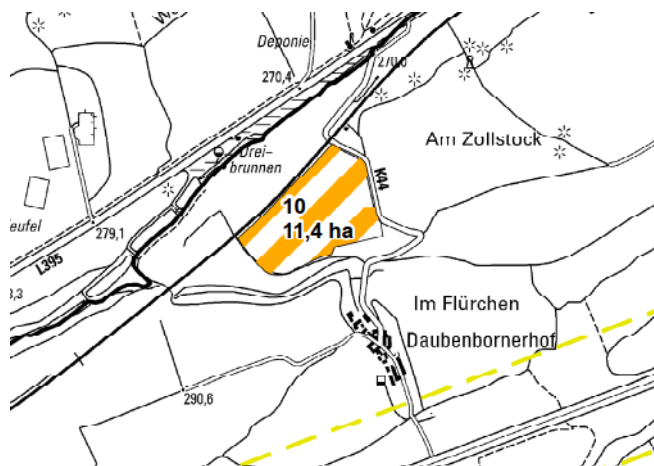 Deponie
270,4
Drei-
brunnen
Am Zollstock
K44
10
11,4 ha
279,1
L395
Im Flürchen
Daubenbornerhof
290,6